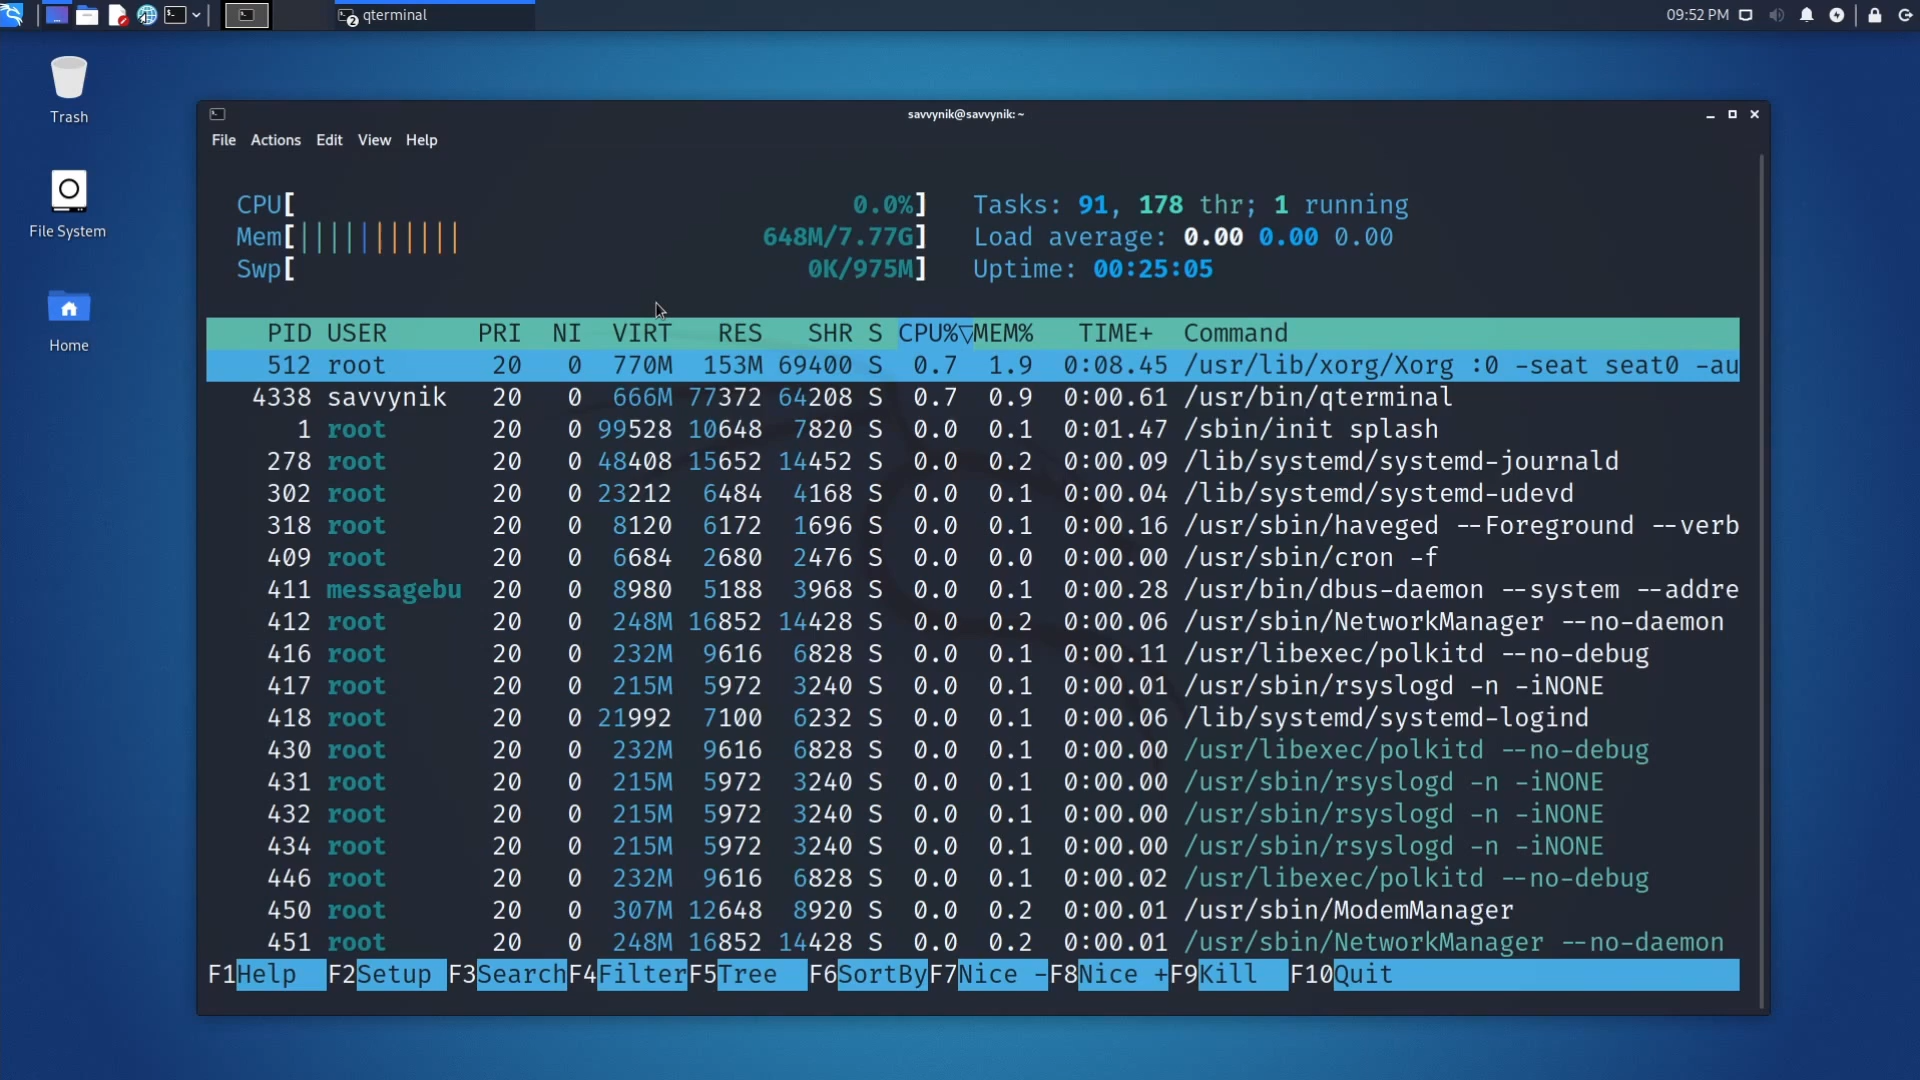 2 qterminal 09:52 PM
Trash
File System
Home
savvynik@savvynik: ~
File Actions Edit View Help
CPU[ 0.0%] Tasks: 91, 178 thr; 1 running
Mem[|||||||||||| 648M/7.77G] Load average: 0.00 0.00 0.00
Swp[ 0K/975M] Uptime: 00:25:05
PID USER PRI NI VIRT RES SHR S CPU%▽MEM% TIME+ Command
512 root 20 0 770M 153M 69400 S 0.7 1.9 0:08.45 /usr/lib/xorg/Xorg :0 -seat seat0 -au
4338 savvynik 20 0 666M 77372 64208 S 0.7 0.9 0:00.61 /usr/bin/qterminal
1 root 20 0 99528 10648 7820 S 0.0 0.1 0:01.47 /sbin/init splash
278 root 20 0 48408 15652 14452 S 0.0 0.2 0:00.09 /lib/systemd/systemd-journald
302 root 20 0 23212 6484 4168 S 0.0 0.1 0:00.04 /lib/systemd/systemd-udevd
318 root 20 0 8120 6172 1696 S 0.0 0.1 0:00.16 /usr/sbin/haveged --Foreground --verb
409 root 20 0 6684 2680 2476 S 0.0 0.0 0:00.00 /usr/sbin/cron -f
411 messagebu 20 0 8980 5188 3968 S 0.0 0.1 0:00.28 /usr/bin/dbus-daemon --system --addre
412 root 20 0 248M 16852 14428 S 0.0 0.2 0:00.06 /usr/sbin/NetworkManager --no-daemon
416 root 20 0 232M 9616 6828 S 0.0 0.1 0:00.11 /usr/libexec/polkitd --no-debug
417 root 20 0 215M 5972 3240 S 0.0 0.1 0:00.01 /usr/sbin/rsyslogd -n -iNONE
418 root 20 0 21992 7100 6232 S 0.0 0.1 0:00.06 /lib/systemd/systemd-logind
430 root 20 0 232M 9616 6828 S 0.0 0.1 0:00.00 /usr/libexec/polkitd --no-debug
431 root 20 0 215M 5972 3240 S 0.0 0.1 0:00.00 /usr/sbin/rsyslogd -n -iNONE
432 root 20 0 215M 5972 3240 S 0.0 0.1 0:00.00 /usr/sbin/rsyslogd -n -iNONE
434 root 20 0 215M 5972 3240 S 0.0 0.1 0:00.00 /usr/sbin/rsyslogd -n -iNONE
446 root 20 0 232M 9616 6828 S 0.0 0.1 0:00.02 /usr/libexec/polkitd --no-debug
450 root 20 0 307M 12648 8920 S 0.0 0.2 0:00.01 /usr/sbin/ModemManager
451 root 20 0 248M 16852 14428 S 0.0 0.2 0:00.01 /usr/sbin/NetworkManager --no-daemon
F1Help F2Setup F3SearchF4FilterF5Tree F6SortByF7Nice -F8Nice +F9Kill F10Quit